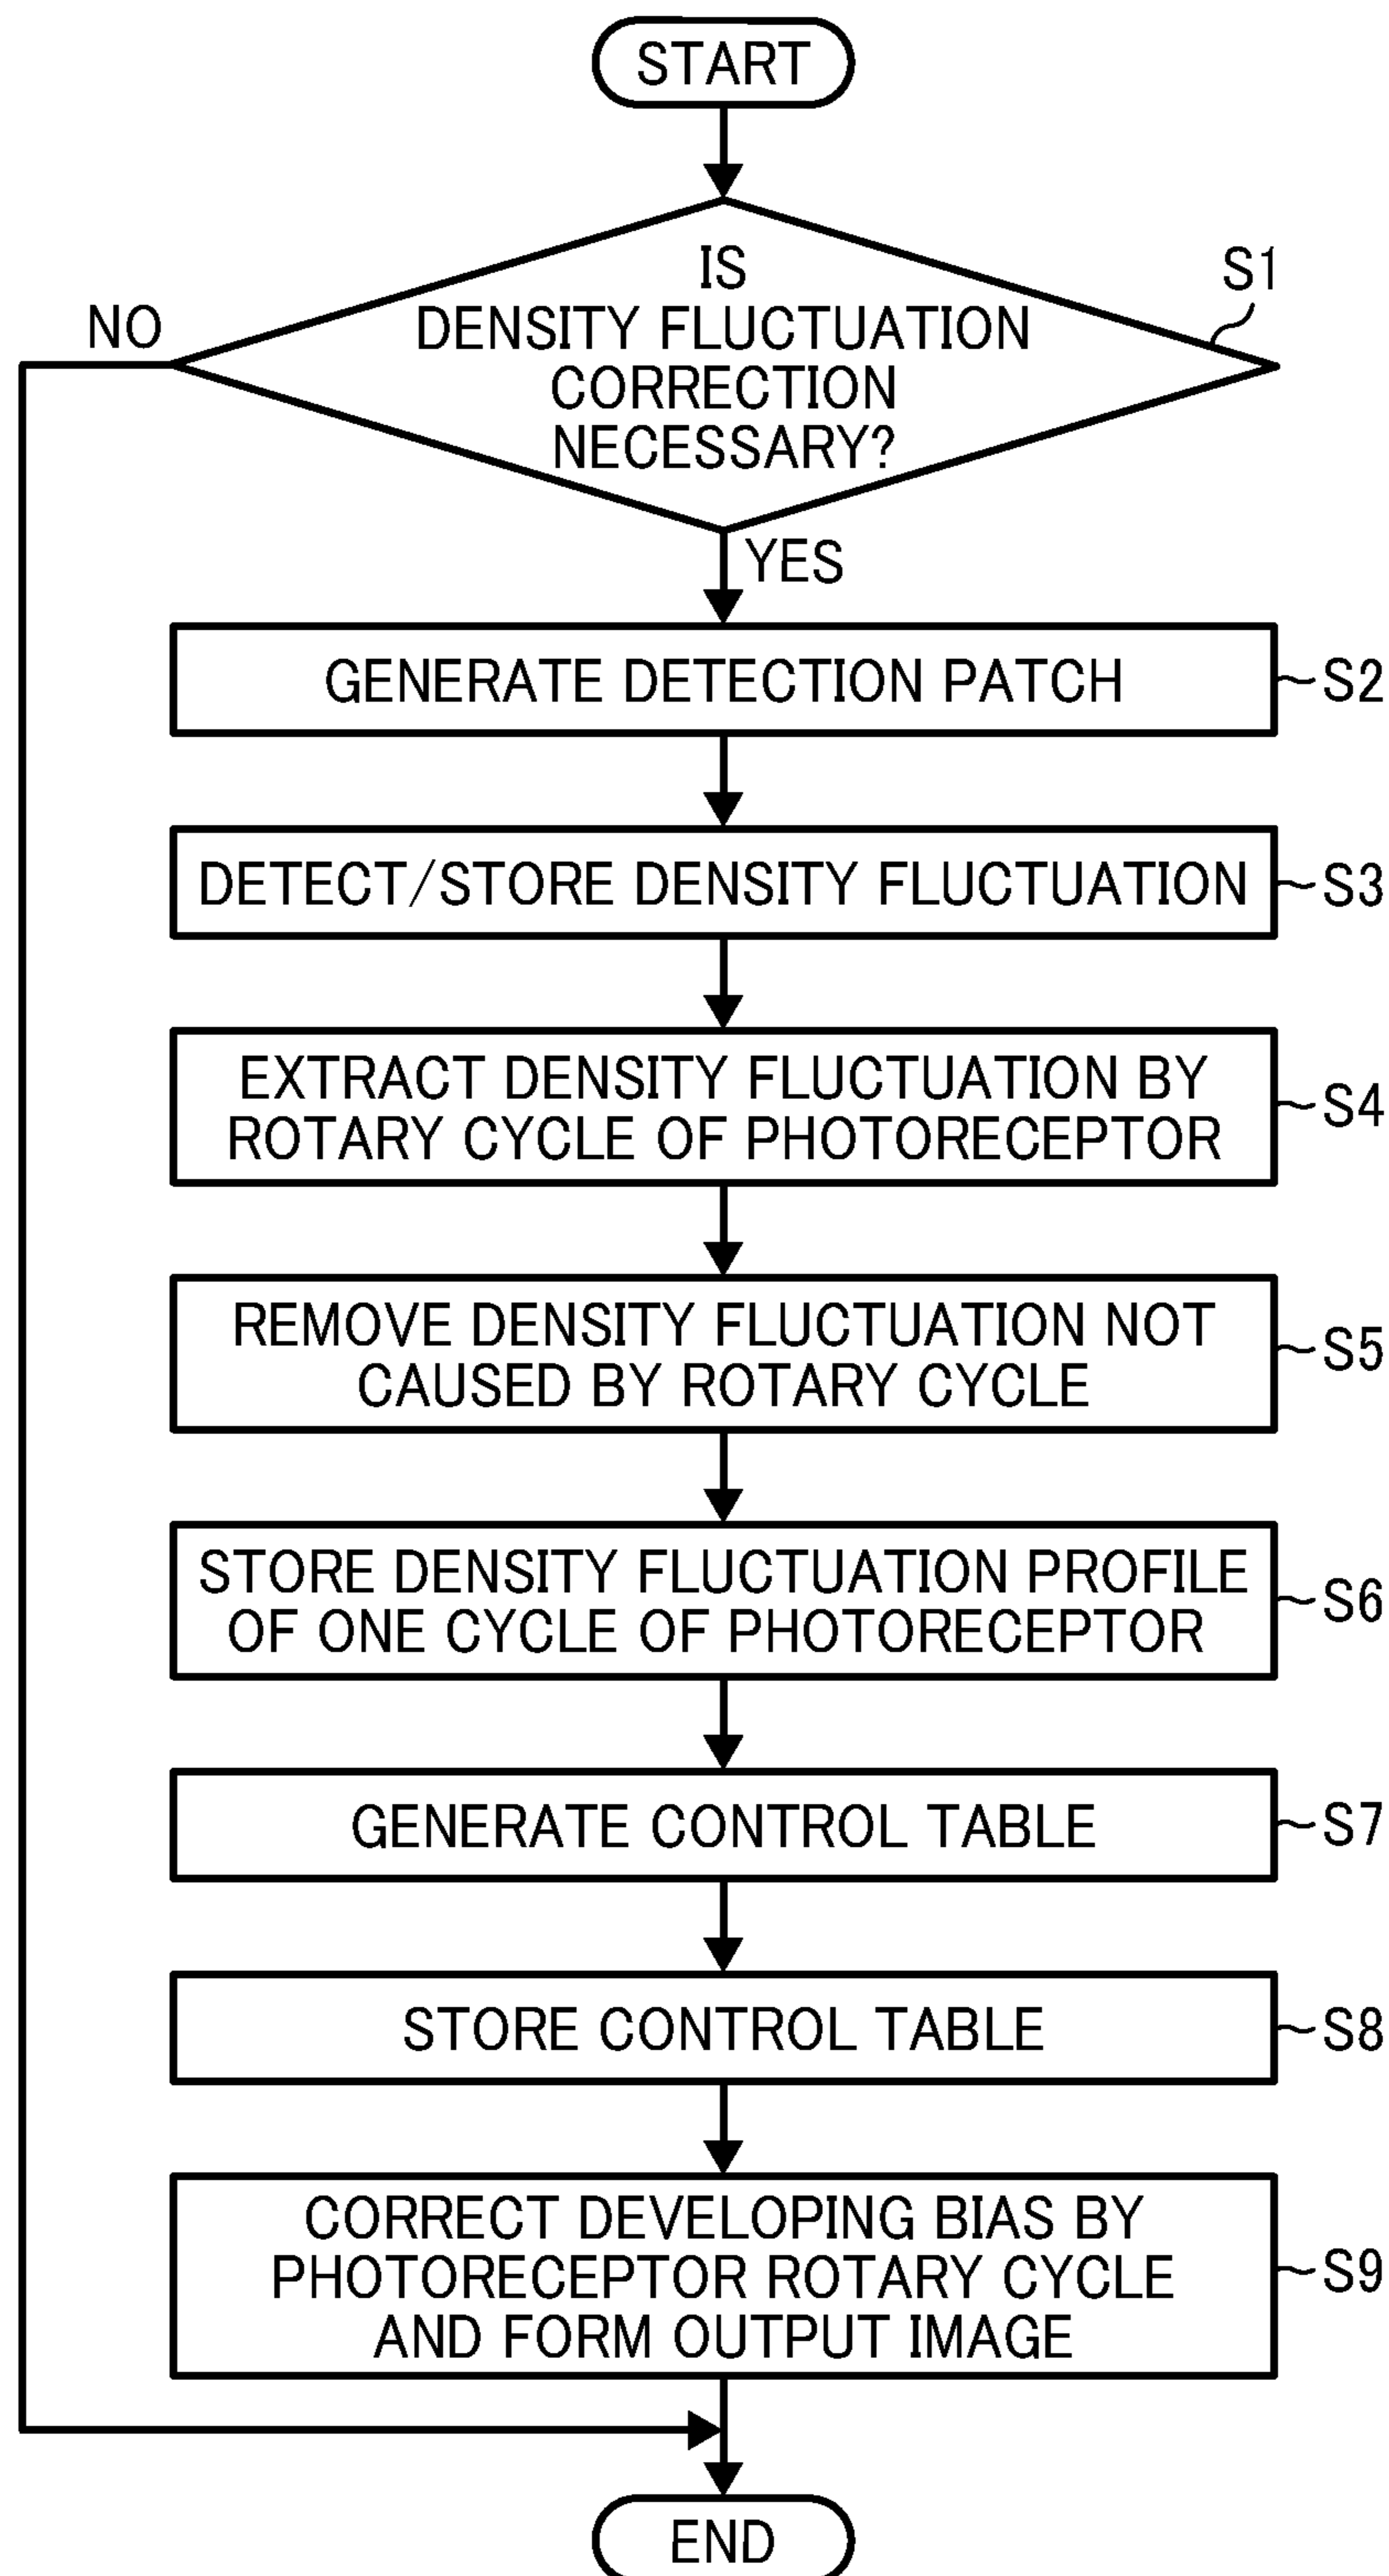 START
IS
DENSITY FLUCTUATION
CORRECTION
NECESSARY?
S1
NO
YES
GENERATE DETECTION PATCH
S2
DETECT/STORE DENSITY FLUCTUATION
S3
EXTRACT DENSITY FLUCTUATION BY
ROTARY CYCLE OF PHOTORECEPTOR
S4
REMOVE DENSITY FLUCTUATION NOT
CAUSED BY ROTARY CYCLE
S5
STORE DENSITY FLUCTUATION PROFILE
OF ONE CYCLE OF PHOTORECEPTOR
S6
GENERATE CONTROL TABLE
S7
STORE CONTROL TABLE
S8
CORRECT DEVELOPING BIAS BY
PHOTORECEPTOR ROTARY CYCLE
AND FORM OUTPUT IMAGE
S9
END